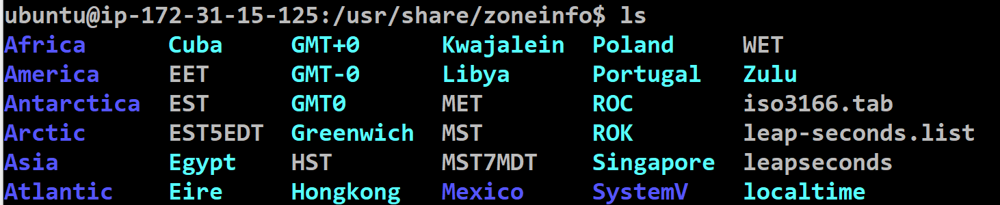 ubuntu@ip-172-31-15-125:/usr/share/zoneinfo$ ls
Africa Cuba GMT+0 Kwajalein Poland WET
America EET GMT-0 Libya Portugal Zulu
Antarctica EST GMT0 MET ROC iso3166.tab
Arctic EST5EDT Greenwich MST ROK leap-seconds.list
Asia Egypt HST MST7MDT Singapore leapseconds
Atlantic Eire Hongkong Mexico SystemV localtime